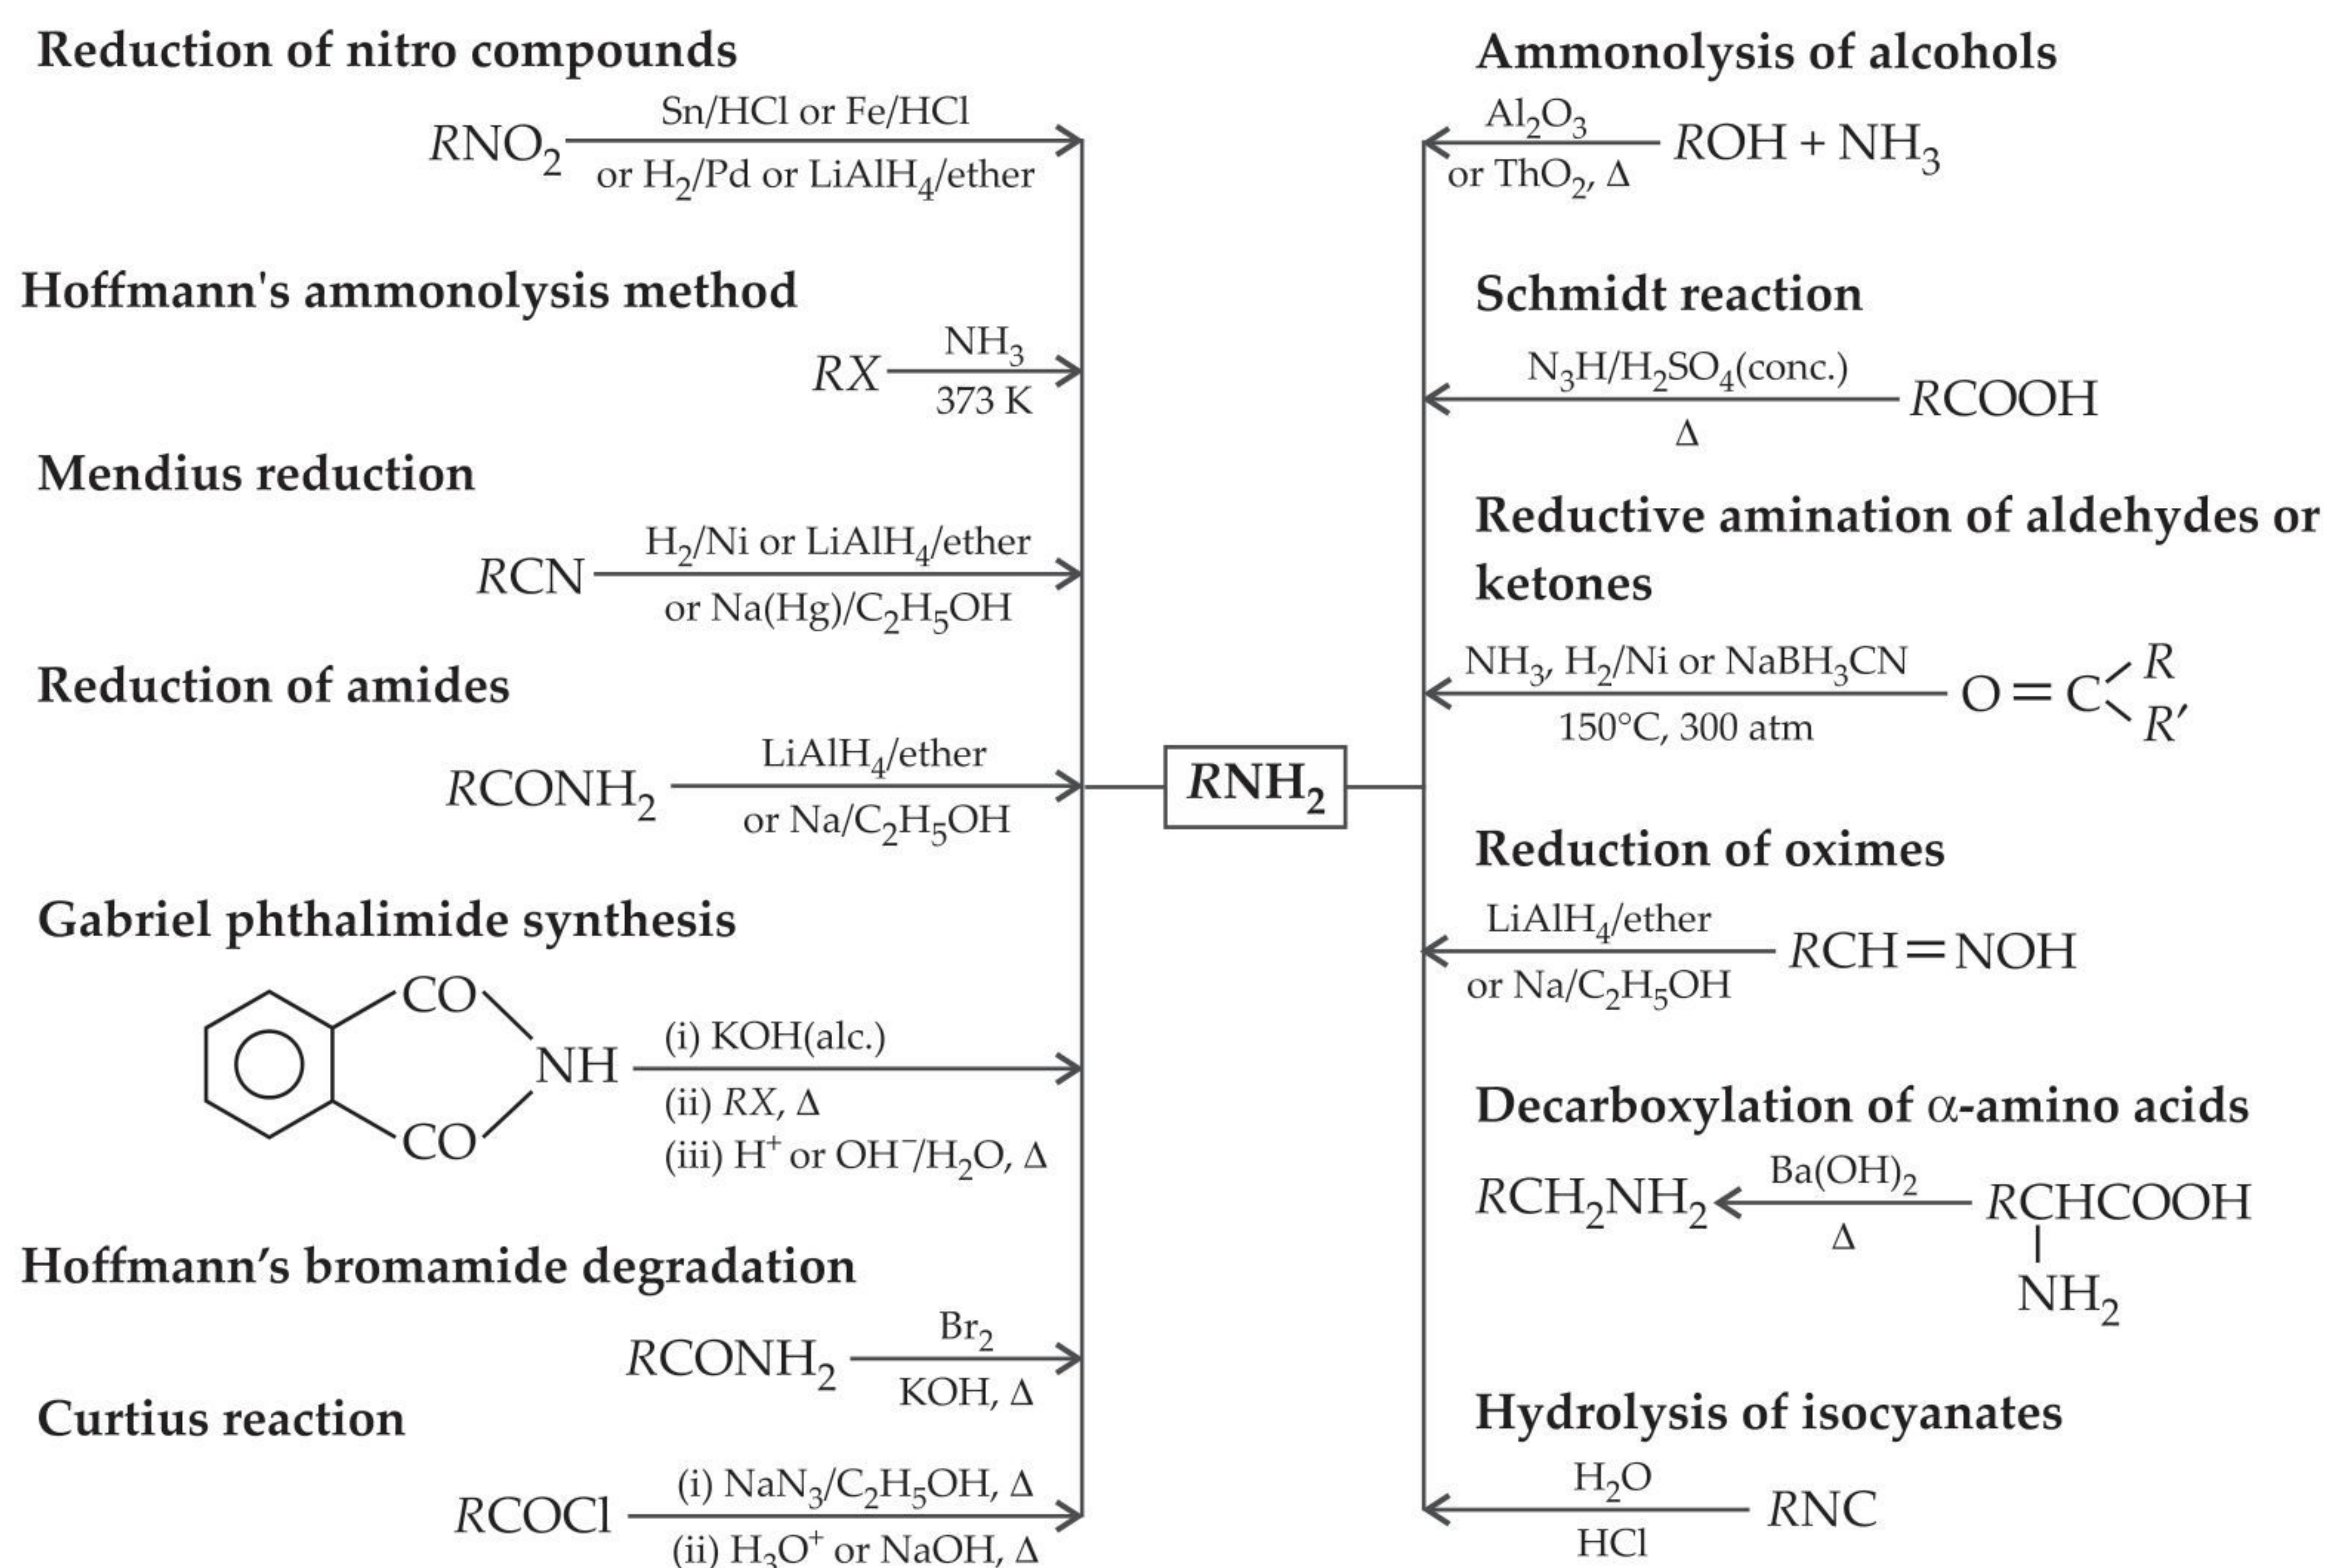 Reduction of nitro compounds
Sn/HCl or Fe/HCl
RNO₂
or H₂/Pd or LiAlH₄/ether
Hoffmann's ammonolysis method
NH₃
RX
373 K
Mendius reduction
H₂/Ni or LiAlH₄/ether
RCN
or Na(Hg)/C₂H₅OH
Reduction of amides
LiAlH₄/ether
RCONH₂
or Na/C₂H₅OH
Gabriel phthalimide synthesis
CO
NH
CO
(i) KOH(alc.)
(ii) RX, Δ
(iii) H⁺ or OH⁻/H₂O, Δ
Hoffmann’s bromamide degradation
Br₂
RCONH₂
KOH, Δ
Curtius reaction
(i) NaN₃/C₂H₅OH, Δ
RCOCl
(ii) H₃O⁺ or NaOH, Δ
RNH₂
Ammonolysis of alcohols
Al₂O₃
ROH + NH₃
or ThO₂, Δ
Schmidt reaction
N₃H/H₂SO₄(conc.)
RCOOH
Δ
Reductive amination of aldehydes or
ketones
NH₃, H₂/Ni or NaBH₃CN
R
O=C
R′
150°C, 300 atm
Reduction of oximes
LiAlH₄/ether
RCH=NOH
or Na/C₂H₅OH
Decarboxylation of α-amino acids
Ba(OH)₂
RCH₂NH₂
RCHCOOH
Δ
NH₂
Hydrolysis of isocyanates
H₂O
RNC
HCl